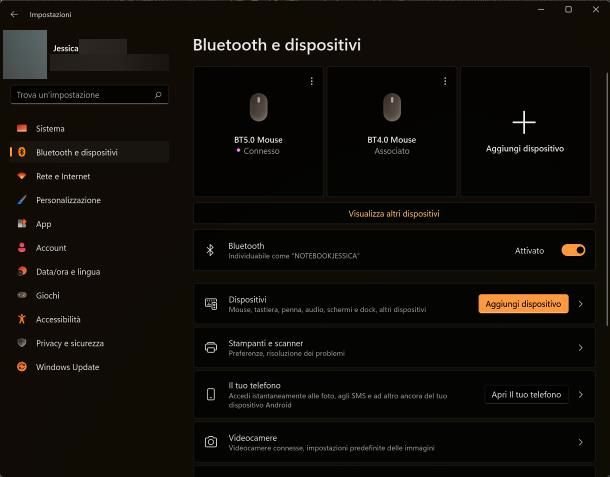 Impostazioni
Jessica
Trova un'impostazione
Sistema
Bluetooth e dispositivi
Rete e Internet
Personalizzazione
App
Account
Data/ora e lingua
Giochi
Accessibilità
Privacy e sicurezza
Windows Update
Bluetooth e dispositivi
BT5.0 Mouse
Connesso
BT4.0 Mouse
Associato
Aggiungi dispositivo
Visualizza altri dispositivi
Bluetooth
Individuabile come "NOTEBOOKJESSICA"
Attivato
Dispositivi
Mouse, tastiera, penna, audio, schermi e dock, altri dispositivi
Aggiungi dispositivo
Stampanti e scanner
Preferenze, risoluzione dei problemi
Il tuo telefono
Accedi istantaneamente alle foto, agli SMS e ad altro ancora del tuo
dispositivo Android
Apri Il tuo telefono
Videocamere
Videocamere connesse, impostazioni predefinite delle immagini